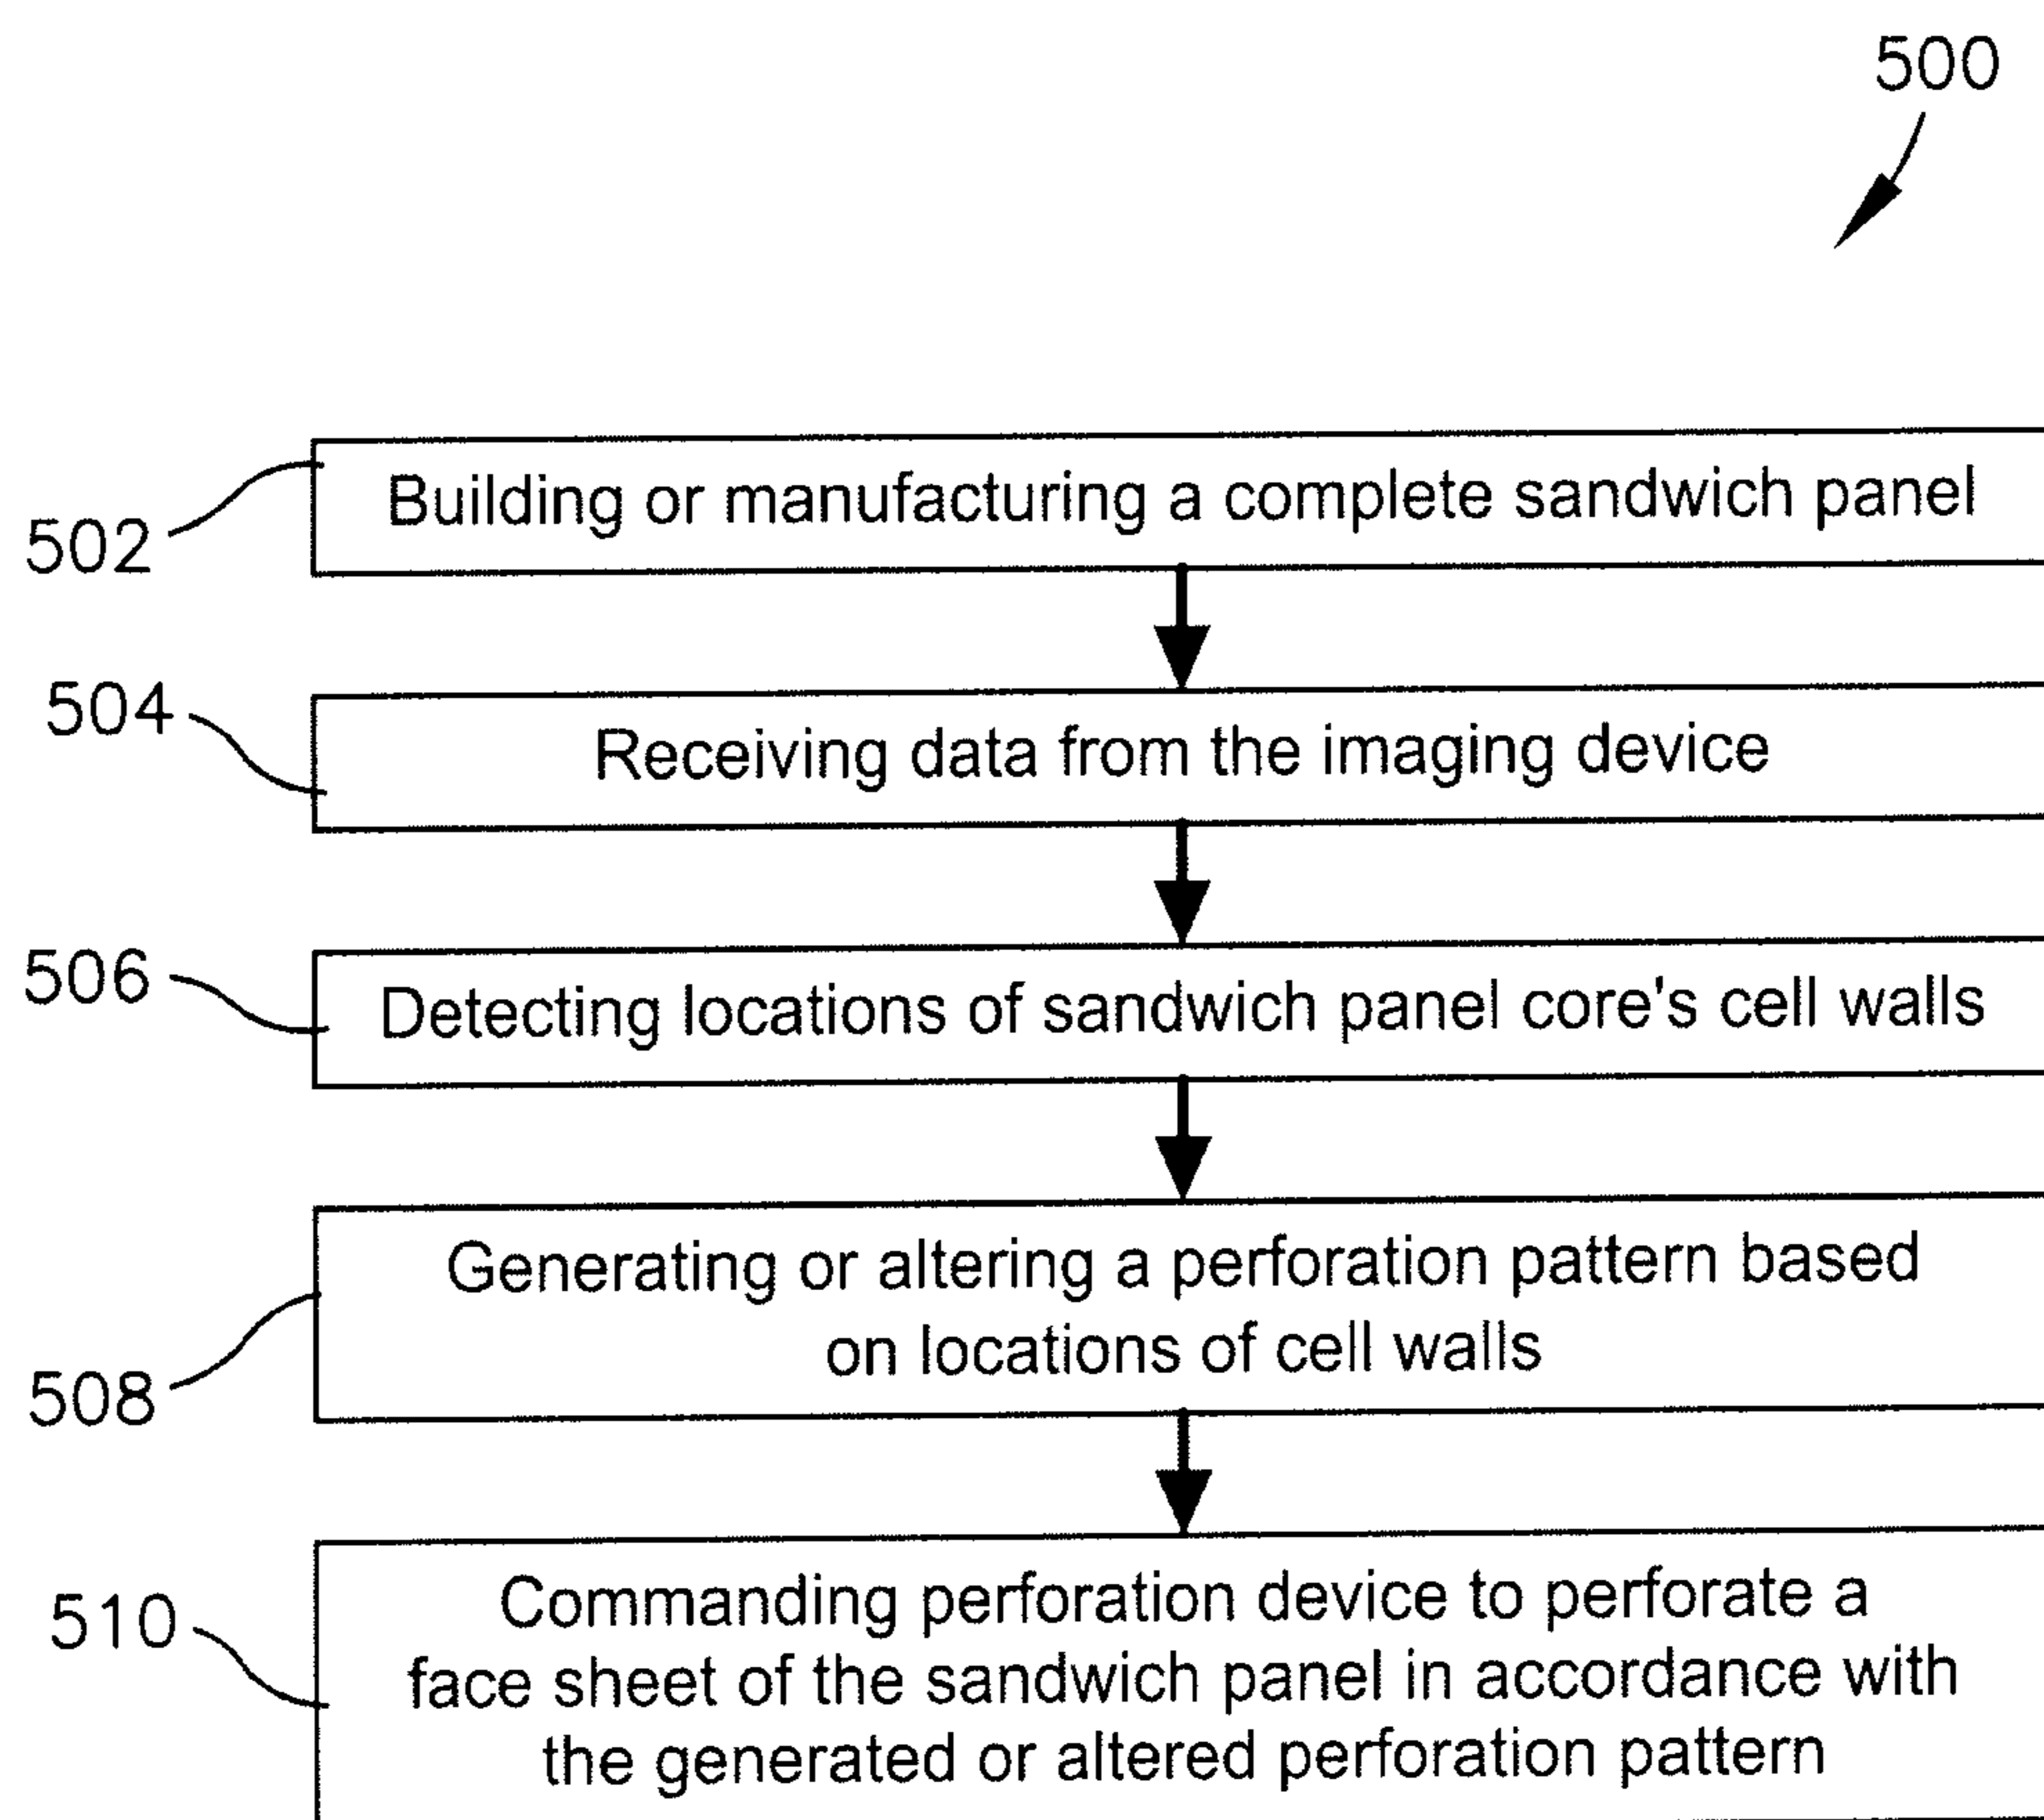 500
502
Building or manufacturing a complete sandwich panel
504
Receiving data from the imaging device
506
Detecting locations of sandwich panel core's cell walls
508
Generating or altering a perforation pattern based
on locations of cell walls
510
Commanding perforation device to perforate a
face sheet of the sandwich panel in accordance with
the generated or altered perforation pattern